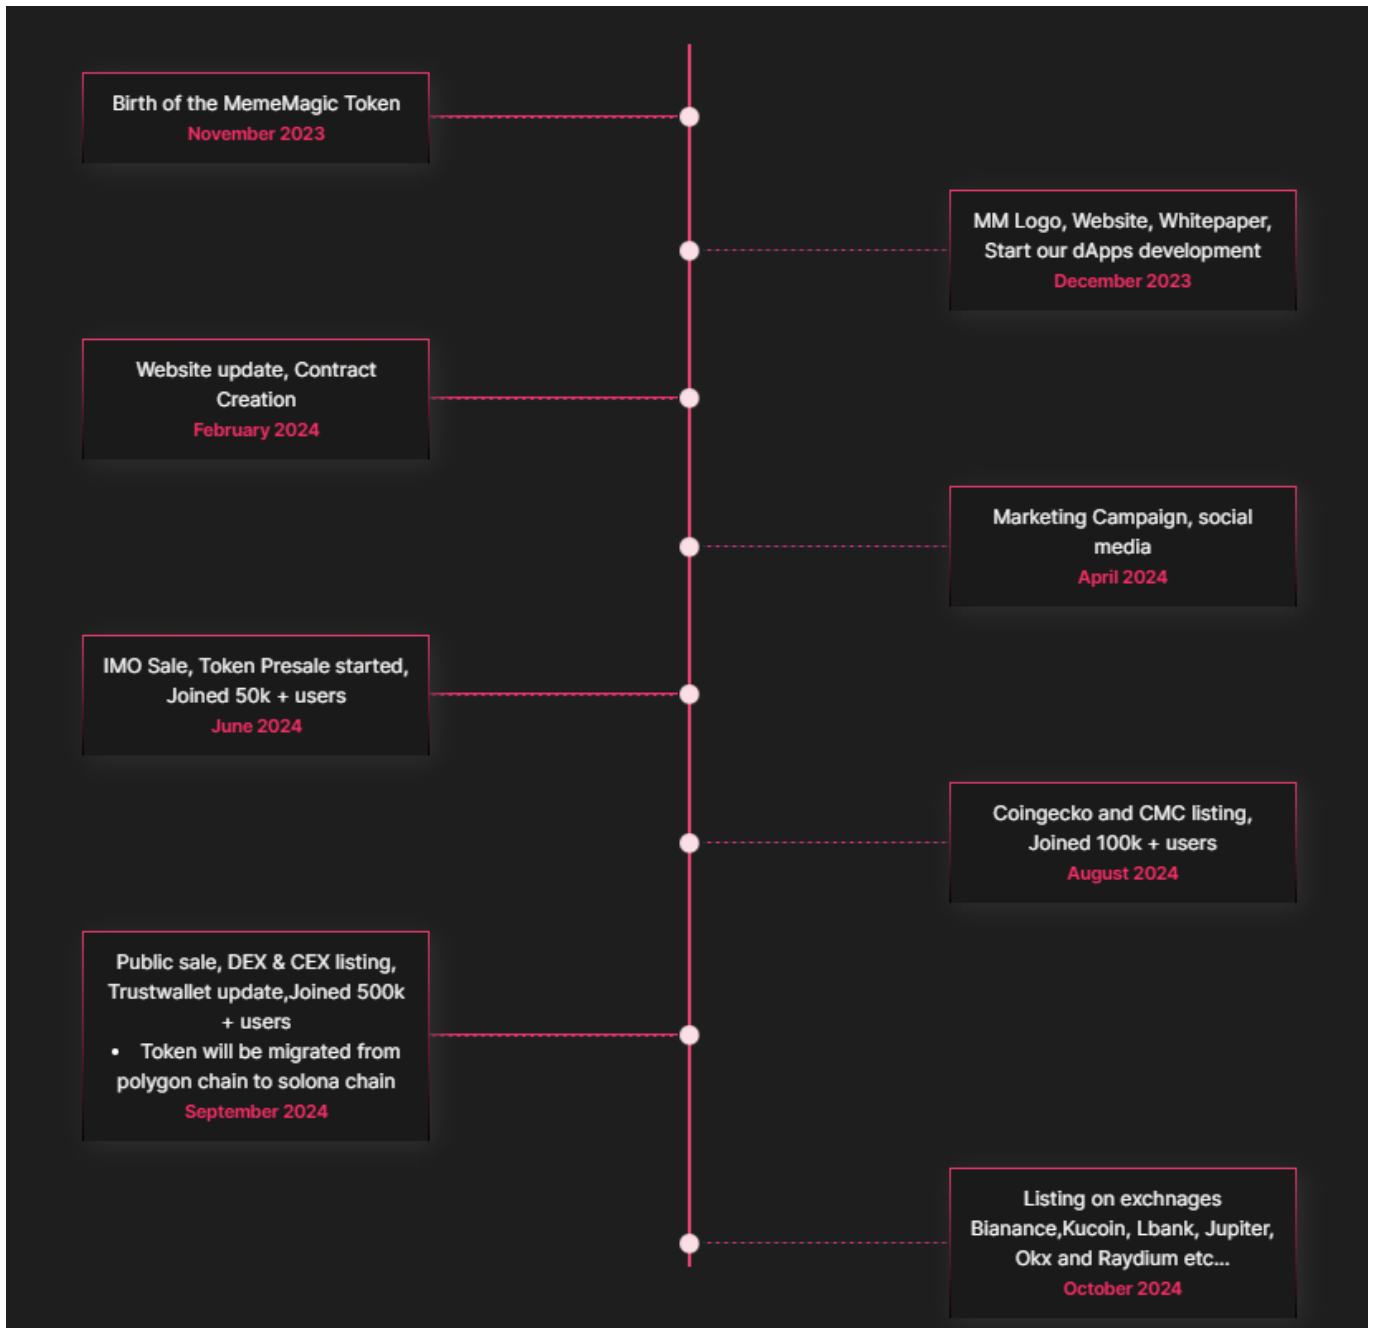 Birth of the MemeMagic Token
November 2023
MM Logo, Website, Whitepaper,
Start our dApps development
December 2023
Website update, Contract
Creation
February 2024
Marketing Campaign, social
media
April 2024
IMO Sale, Token Presale started,
Joined 50k + users
June 2024
Coingecko and CMC listing,
Joined 100k + users
August 2024
Public sale, DEX & CEX listing,
Trustwallet update,Joined 500k
+ users
• Token will be migrated from
polygon chain to solona chain
September 2024
Listing on exchnages
Bianance,Kucoin, Lbank, Jupiter,
Okx and Raydium etc...
October 2024